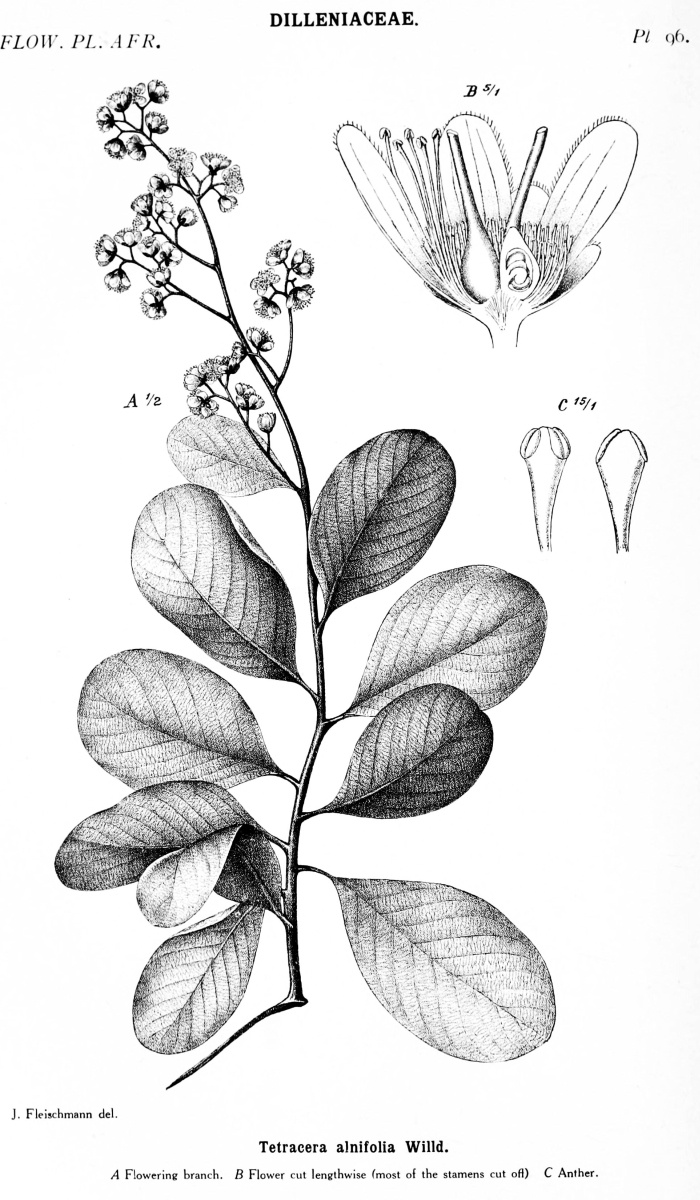 DILLENIACEAE.
FLOW. PL. AFR.
Pl 96.
B 5/1
A 1/2
C 15/1
J. Fleischmann del.
Tetracera alnifolia Willd.
A Flowering branch. B Flower cut lengthwise (most of the stamens cut off) C Anther.